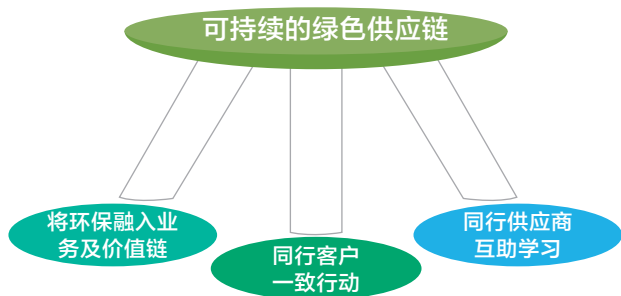 可持续的绿色供应链
将环保融入业
务及价值链
同行客户
一致行动
同行供应商
互助学习